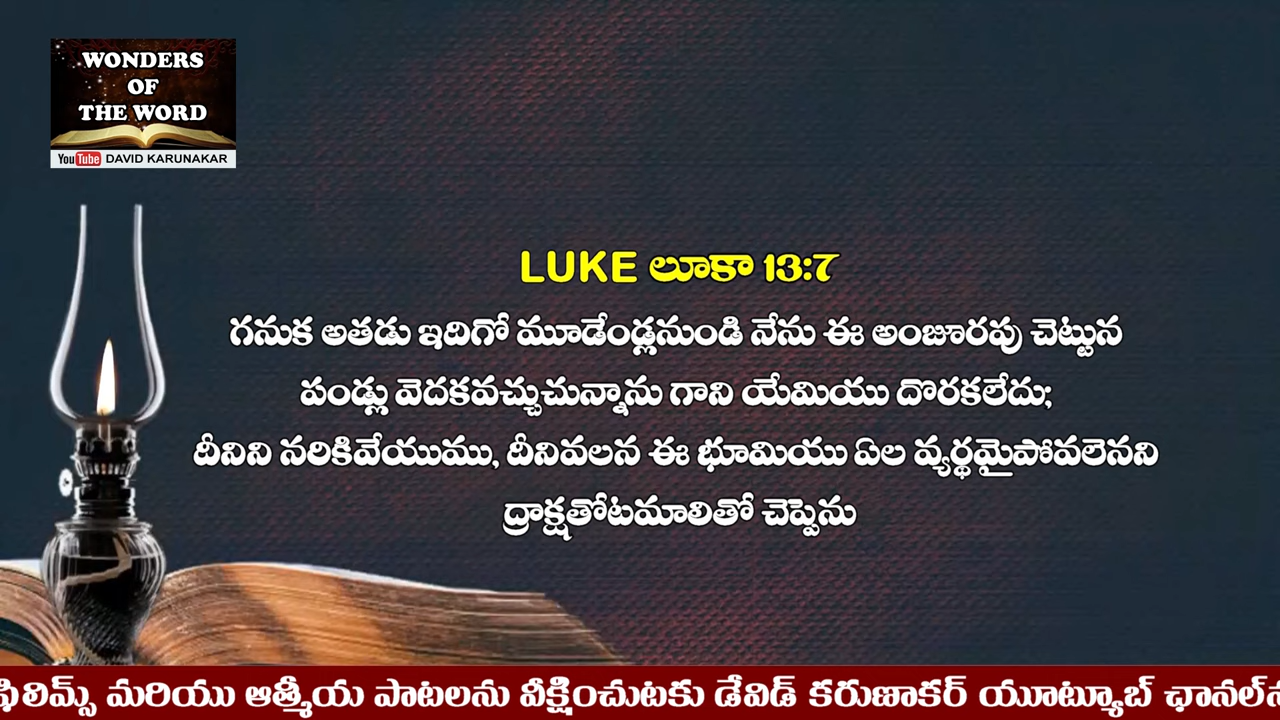 WONDERS
OF
THE WORD
YouTube DAVID KARUNAKAR
LUKE లూకా 13:7
గనుక అతడు ఇదిగో మూడేండ్లనుండి నేను ఈ అంజూరపు చెట్టున
పండ్లు వెదకవచ్చుచున్నాను గాని యేమియు దొరకలేదు;
దీనిని నరికివేయుము, దీనివలన ఈ భూమియు ఏల వ్యర్థమైపోవలెనని
ద్రాక్షతోటమాలితో చెప్పెను
ఫిలిమ్స్ మరియు ఆత్మీయ పాటలను వీక్షించుటకు డేవిడ్ కరుణాకర్ యూట్యూబ్ ఛానల్